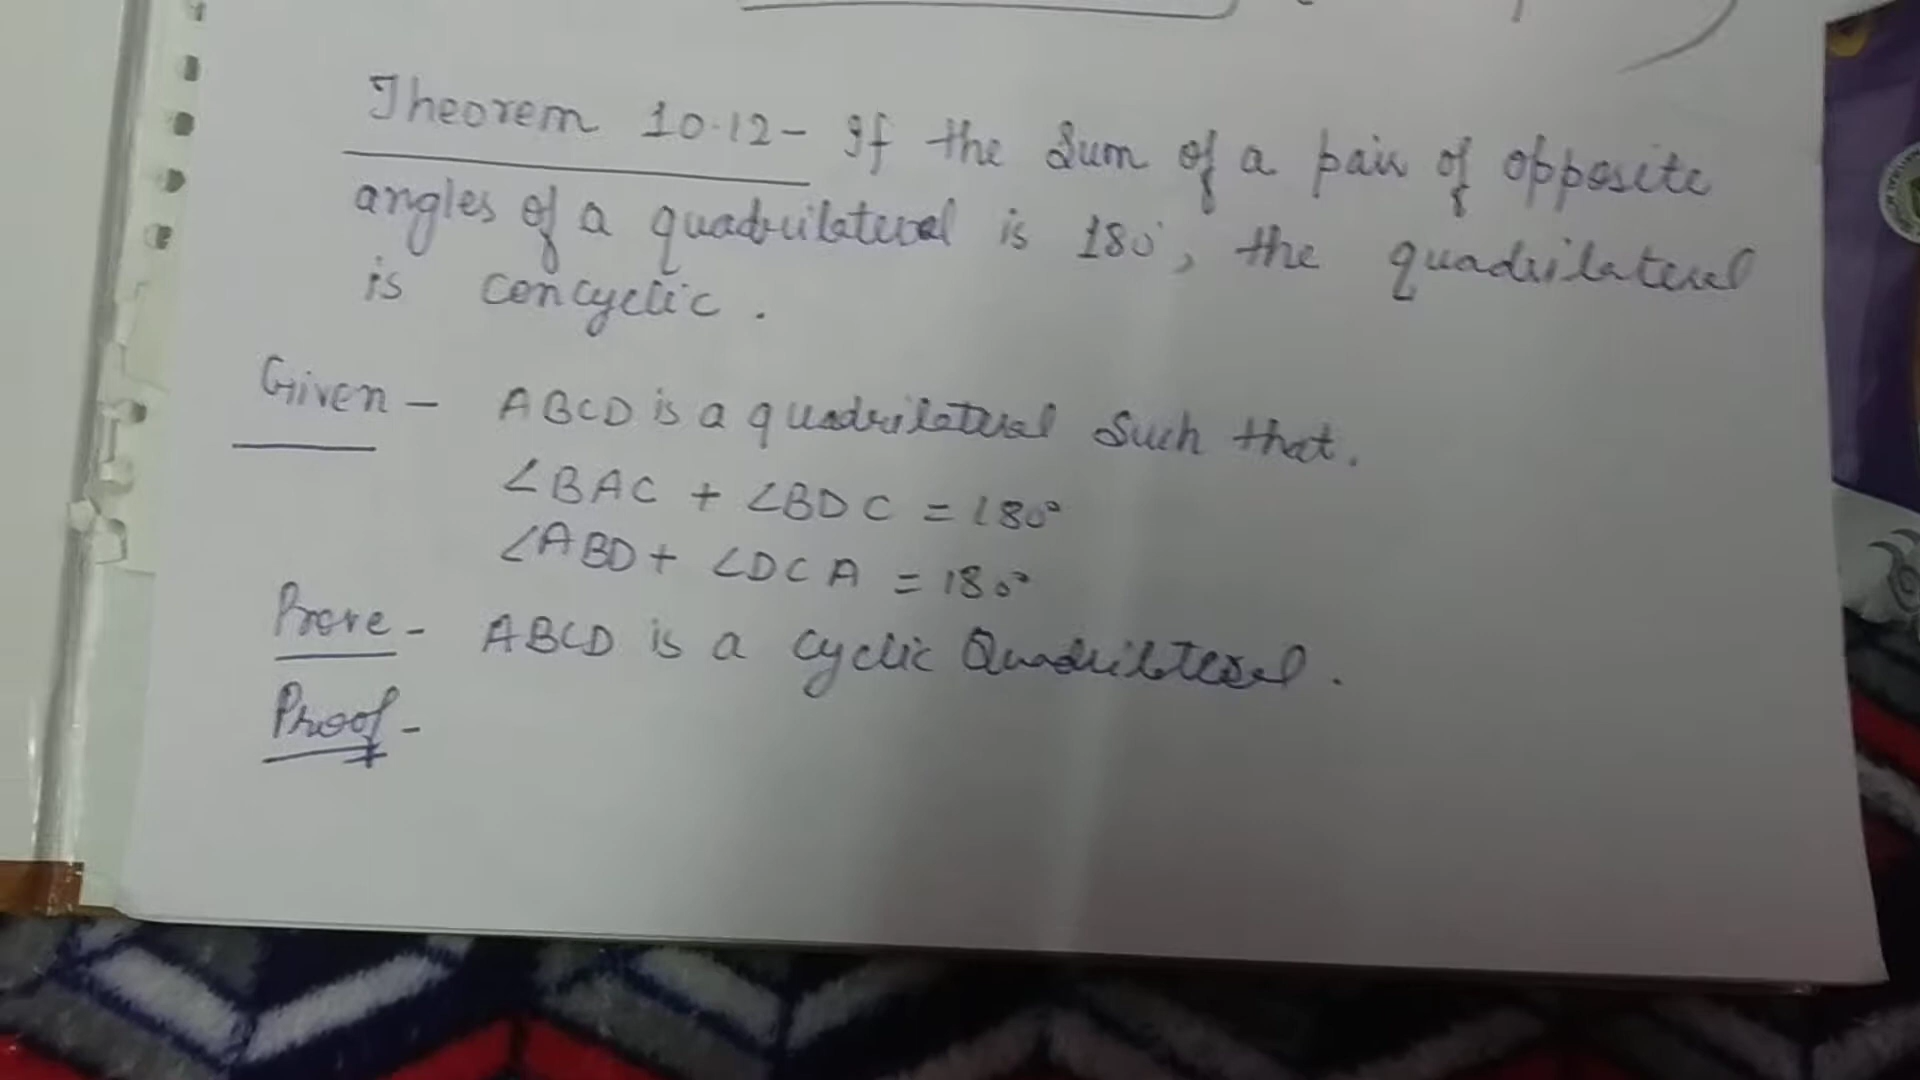 Theorem 10.12- If the Sum of a pair of opposite
angles of a quadrilateral is 180°, the quadrilateral
is concyclic.
Given - ABCD is a quadrilateral Such that.
∠BAC + ∠BDC = 180°
∠ABD + ∠DCA = 180°
Prove - ABCD is a cyclic Quadrilateral.
Proof -